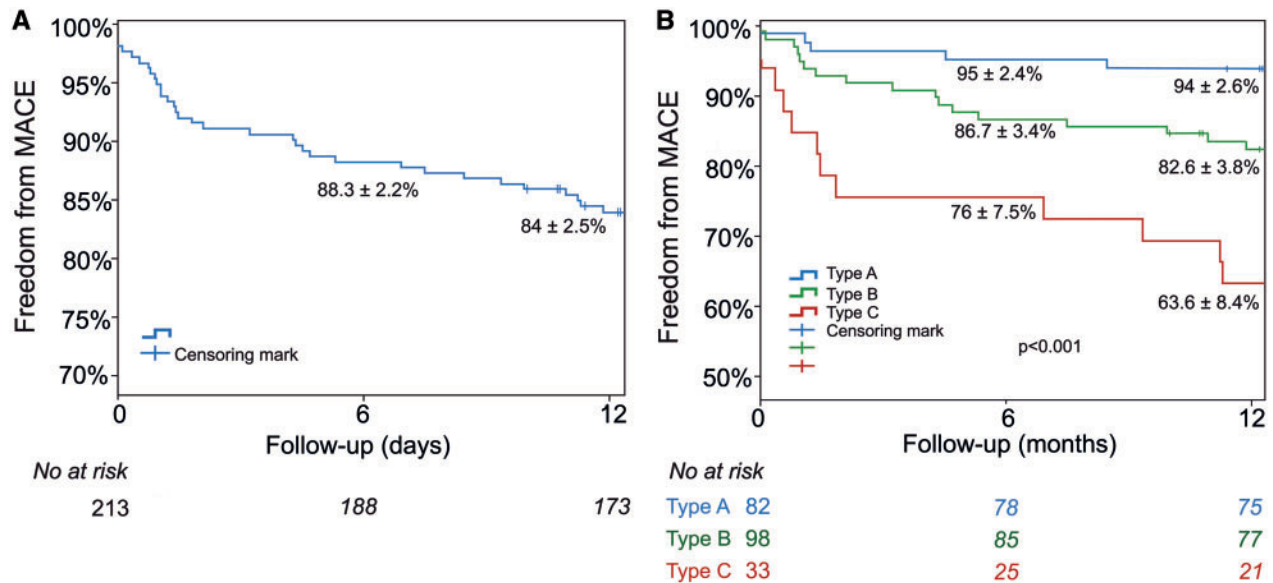 A
Freedom from MACE
100%
95%
90%
85%
80%
75%
70%
88.3 ± 2.2%
84 ± 2.5%
Censoring mark
0
6
12
Follow-up (days)
No at risk
213
188
173
B
Freedom from MACE
100%
90%
80%
70%
60%
50%
95 ± 2.4%
94 ± 2.6%
86.7 ± 3.4%
82.6 ± 3.8%
76 ± 7.5%
63.6 ± 8.4%
Type A
Type B
Type C
Censoring mark
p<0.001
0
6
12
Follow-up (months)
No at risk
Type A 82 78 75
Type B 98 85 77
Type C 33 25 21